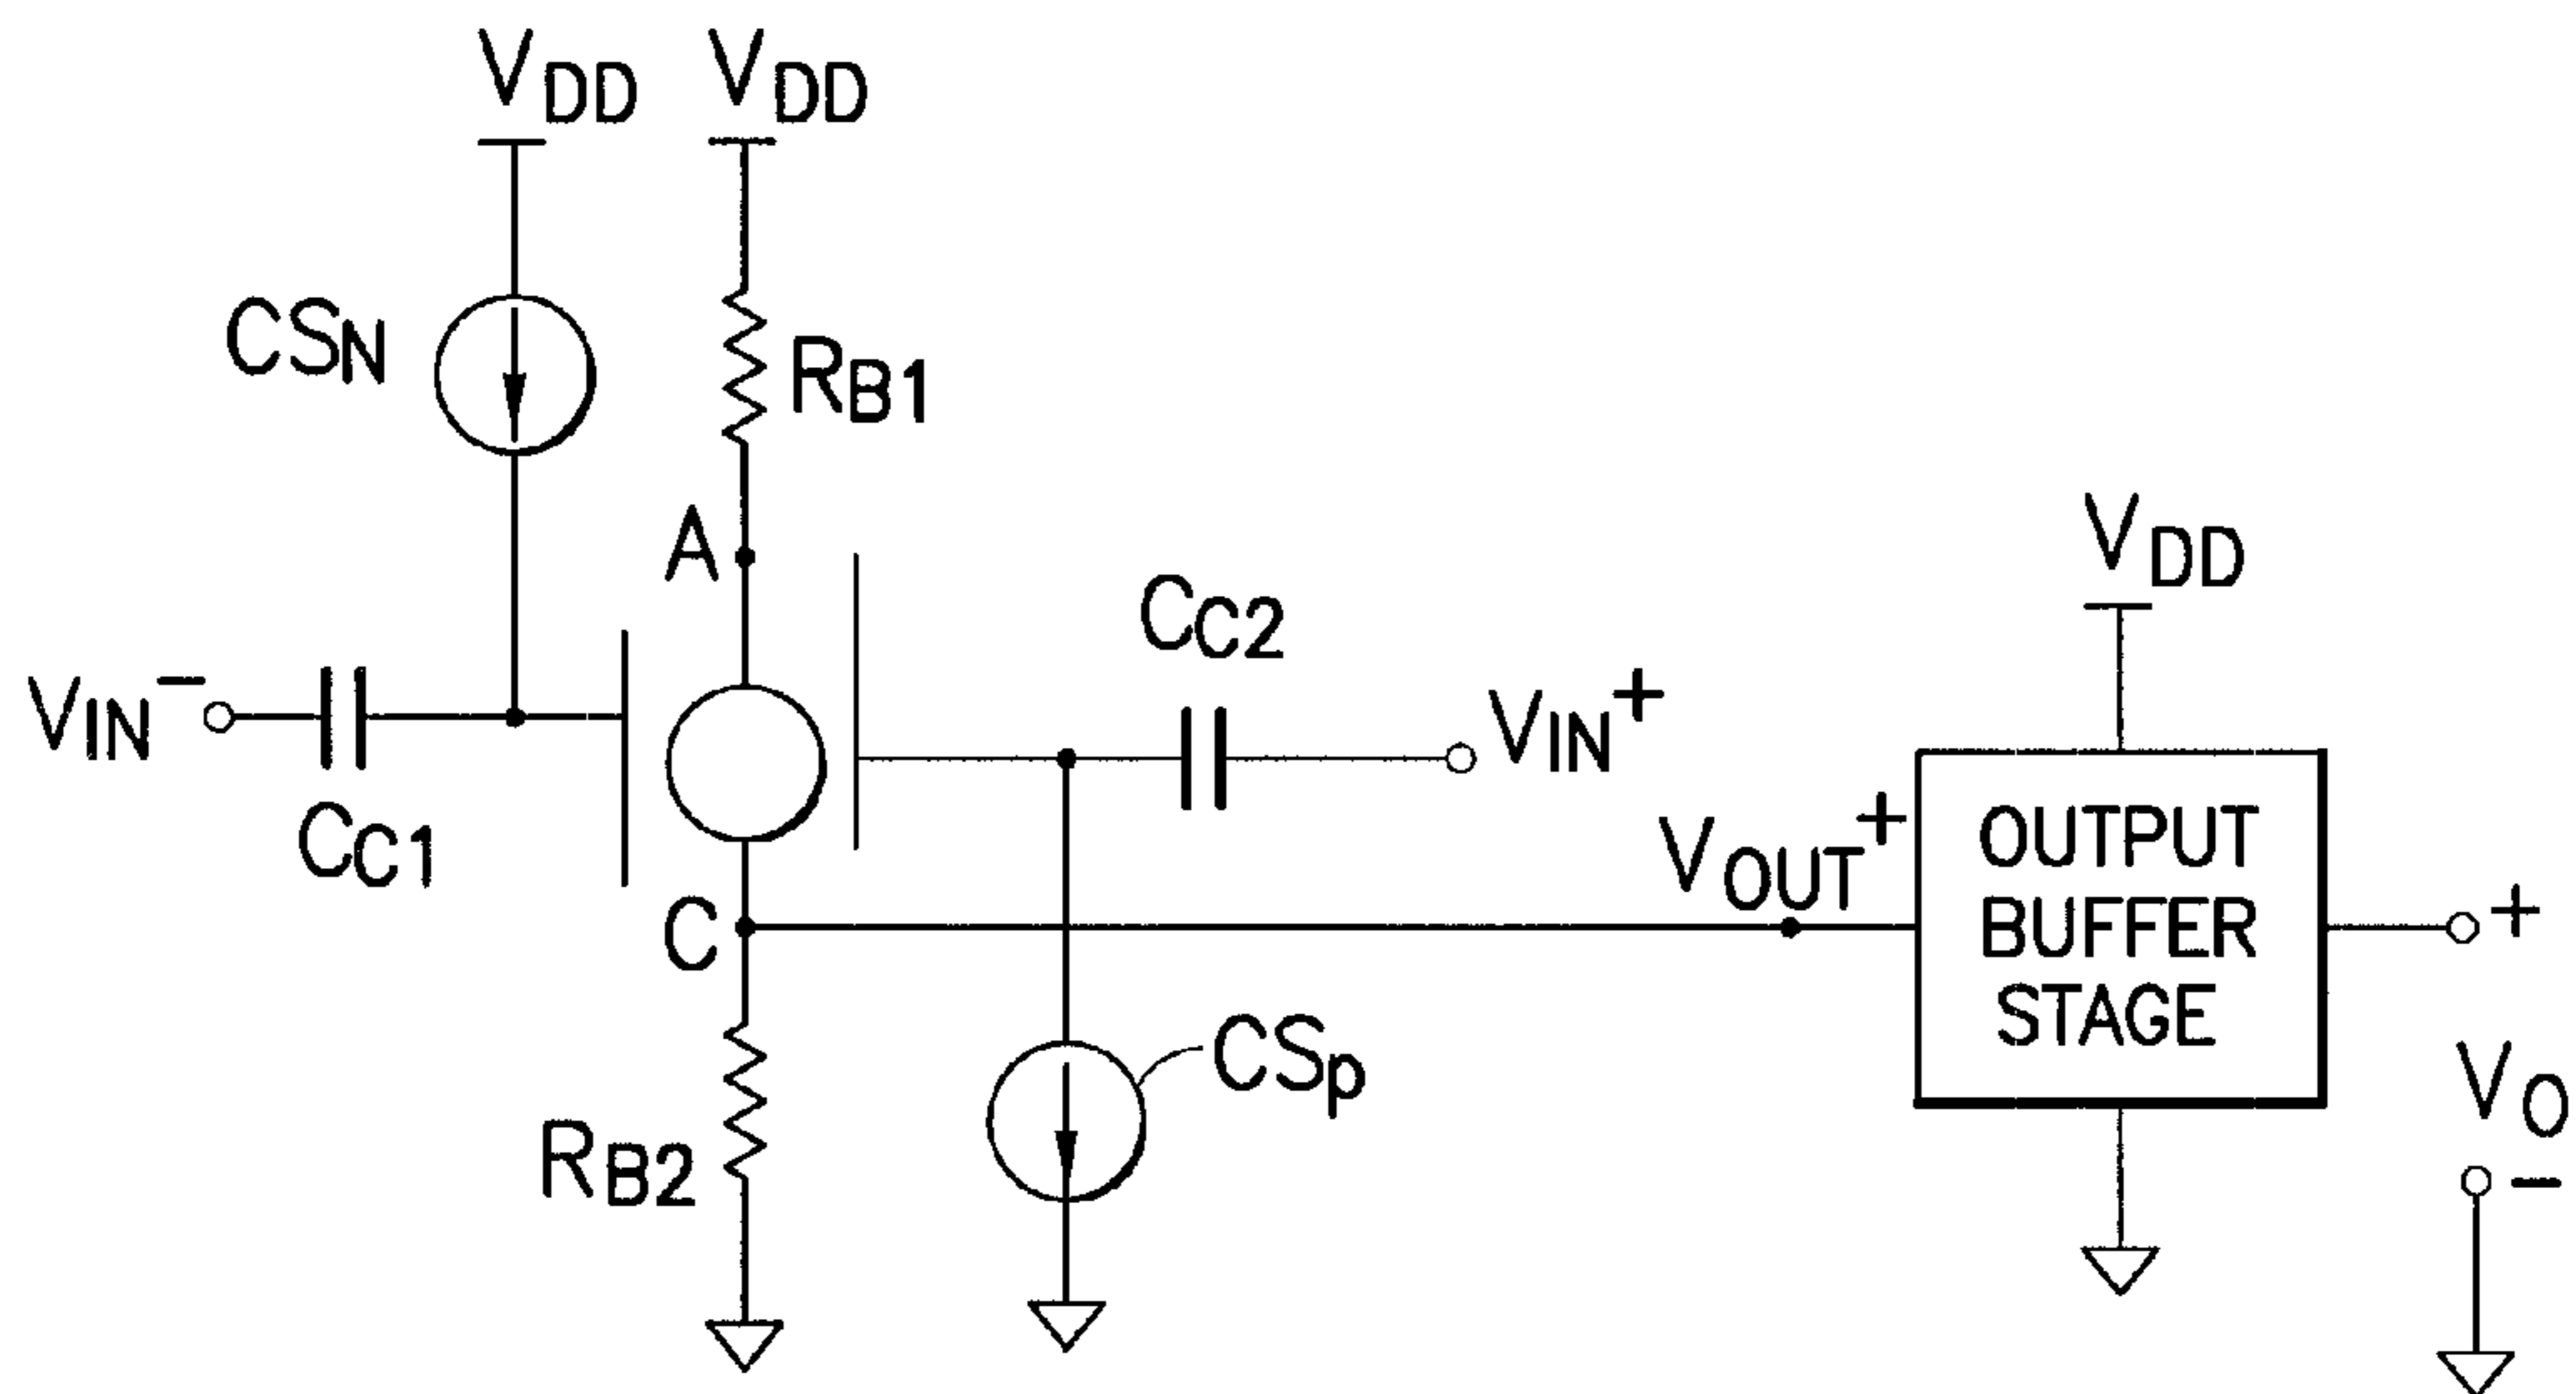 VDD VDD
CSN
RB1
A
VDD
CC2
VIN- VIN+
CC1
VOUT+
OUTPUT
BUFFER
STAGE
+
C
CSp
VO
RB2
-